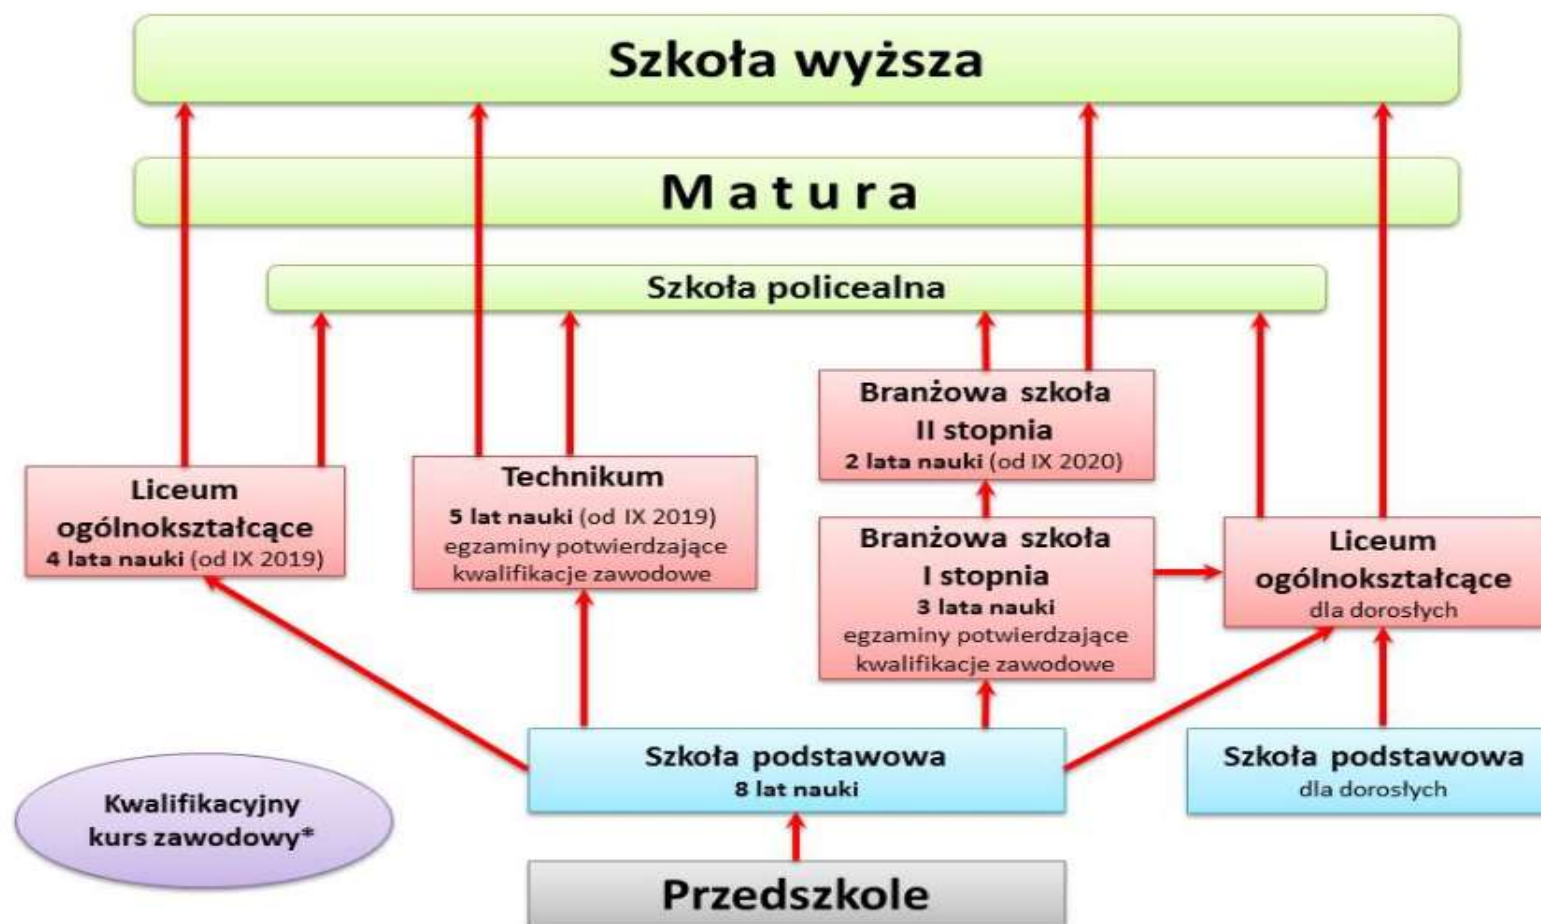 Szkoła wyższa
Matura
Szkoła policealna
Branżowa szkoła
II stopnia
2 lata nauki (od IX 2020)
Liceum
ogólnokształcące
4 lata nauki (od IX 2019)
Technikum
5 lat nauki (od IX 2019)
egzaminy potwierdzające
kwalifikacje zawodowe
Branżowa szkoła
I stopnia
3 lata nauki
egzaminy potwierdzające
kwalifikacje zawodowe
Liceum
ogólnokształcące
dla dorosłych
Szkoła podstawowa
8 lat nauki
Szkoła podstawowa
dla dorosłych
Kwalifikacyjny
kurs zawodowy*
Przedszkole